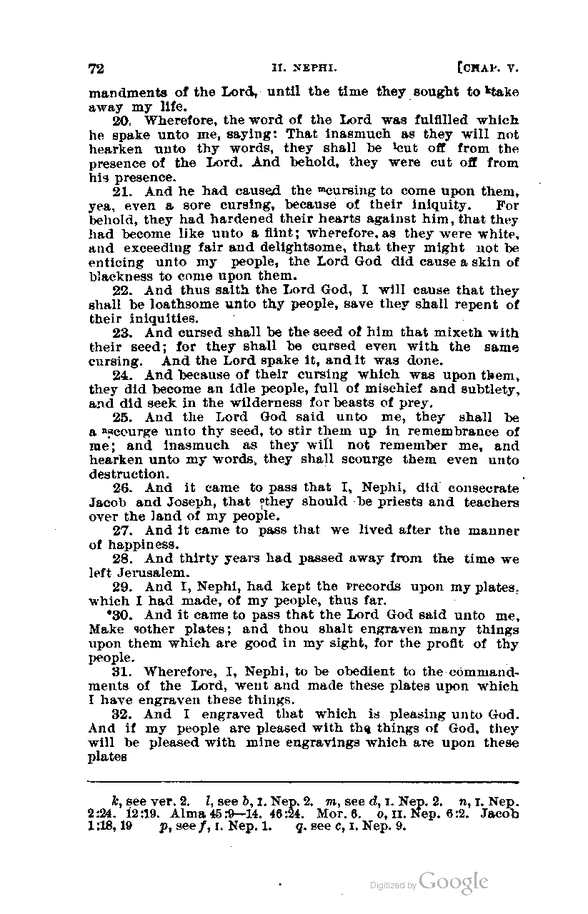 72 II. NEPHI. [CHAP. V.
mandments of the Lord, until the time they sought to ktake
away my life.
20. Wherefore, the word of the Lord was fulfilled which
he spake unto me, saying: That inasmuch as they will not
hearken unto thy words, they shall be lcut off from the
presence of the Lord. And behold, they were cut off from
his presence.
21. And he had caused the mcursing to come upon them,
yea, even a sore cursing, because of their iniquity. For
behold, they had hardened their hearts against him, that they
had become like unto a flint; wherefore, as they were white,
and exceeding fair and delightsome, that they might not be
enticing unto my people, the Lord God did cause a skin of
blackness to come upon them.
22. And thus saith the Lord God, I will cause that they
shall be loathsome unto thy people, save they shall repent of
their iniquities.
23. And cursed shall be the seed of him that mixeth with
their seed; for they shall be cursed even with the same
cursing. And the Lord spake it, and it was done.
24. And because of their cursing which was upon them,
they did become an idle people, full of mischief and subtlety,
and did seek in the wilderness for beasts of prey.
25. And the Lord God said unto me, they shall be
a nscourge unto thy seed, to stir them up in remembrance of
me; and inasmuch as they will not remember me, and
hearken unto my words, they shall scourge them even unto
destruction.
26. And it came to pass that I, Nephi, did consecrate
Jacob and Joseph, that othey should be priests and teachers
over the land of my people.
27. And it came to pass that we lived after the manner
of happiness.
28. And thirty years had passed away from the time we
left Jerusalem.
29. And I, Nephi, had kept the precords upon my plates,
which I had made, of my people, thus far.
*30. And it came to pass that the Lord God said unto me,
Make qother plates; and thou shalt engraven many things
upon them which are good in my sight, for the profit of thy
people.
31. Wherefore, I, Nephi, to be obedient to the command-
ments of the Lord, went and made these plates upon which
I have engraven these things.
32. And I engraved that which is pleasing unto God.
And if my people are pleased with the things of God, they
will be pleased with mine engravings which are upon these
plates
k, see ver. 2. l, see b, I. Nep. 2. m, see d, I. Nep. 2. n, I. Nep.
2:24. 12:19. Alma 45:9—14. 46:24. Mor. 6. o, II. Nep. 6:2. Jacob
1:18, 19 p, see f, I. Nep. 1. q. see c, I. Nep. 9.
Digitized by Google